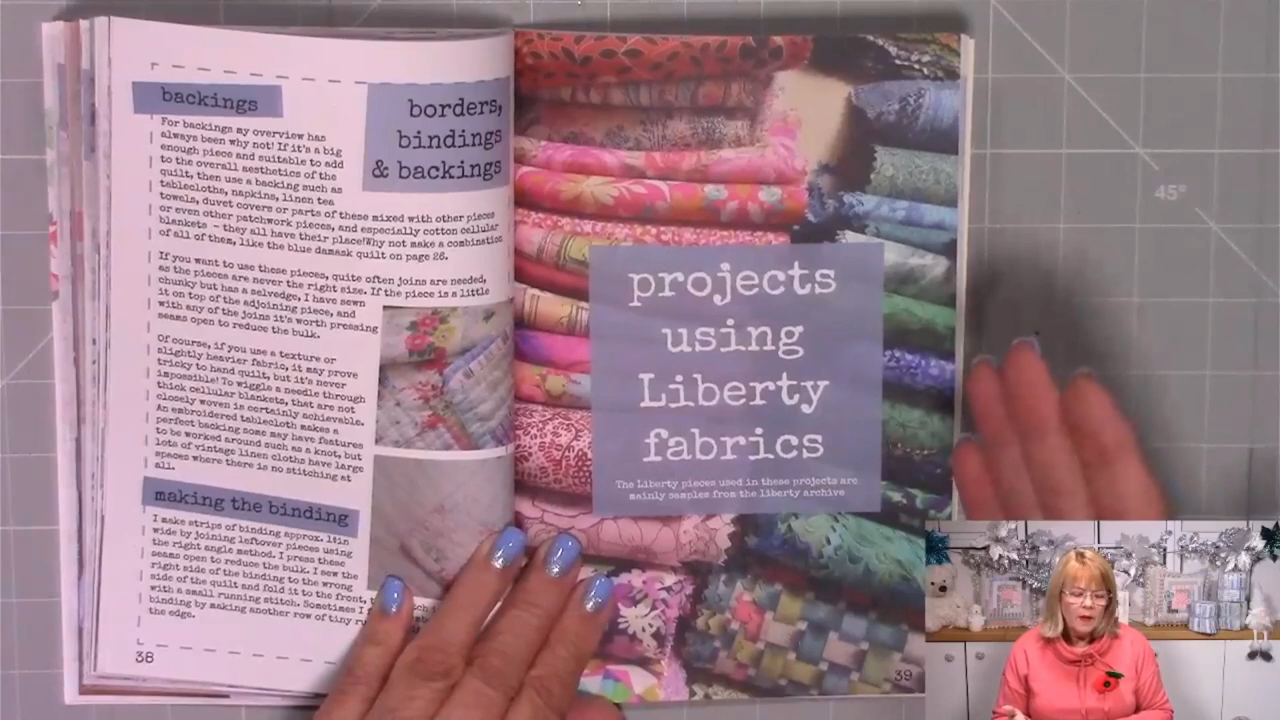 backings
borders,
bindings
& backings
For backings my overview has
always been why not! If it's a big
enough piece and suitable to add
to the overall aesthetics of the
quilt, then use a backing such as
tablecloths, napkins, linen tea
towels, duvet covers or parts of these mixed with other pieces
or even other patchwork pieces, and especially cotton cellular
blankets - they all have their place!Why not make a combination
of all of them, like the blue damask quilt on page 26.
If you want to use these pieces, quite often joins are needed,
as the pieces are never the right size. If the piece is a little
chunky but has a selvedge, I have sewn
it on top of the adjoining piece, and
with any of the joins it's worth pressing
seams open to reduce the bulk.
Of course, if you use a texture or
slightly heavier fabric, it may prove
tricky to hand quilt, but it's never
impossible! To wiggle a needle through
thick cellular blankets, that are not
closely woven is certainly achievable.
An embroidered tablecloth makes a
perfect backing some may have features
to be worked around such as a knot, but
lots of vintage linen cloths have large
spaces where there is no stitching at
all.
making the binding
I make strips of binding approx.
wide by joining leftover pieces using
the right angle method. I press these
seams open to reduce the bulk. I sew the
right side of the binding to the wrong
side of the quilt and fold it to the front,
with a small running stitch. Sometimes I
binding by making another row of tiny
the edge.
38
projects
using
Liberty
fabrics
The Liberty pieces used in these projects are
mainly samples from the liberty archive
39
45°